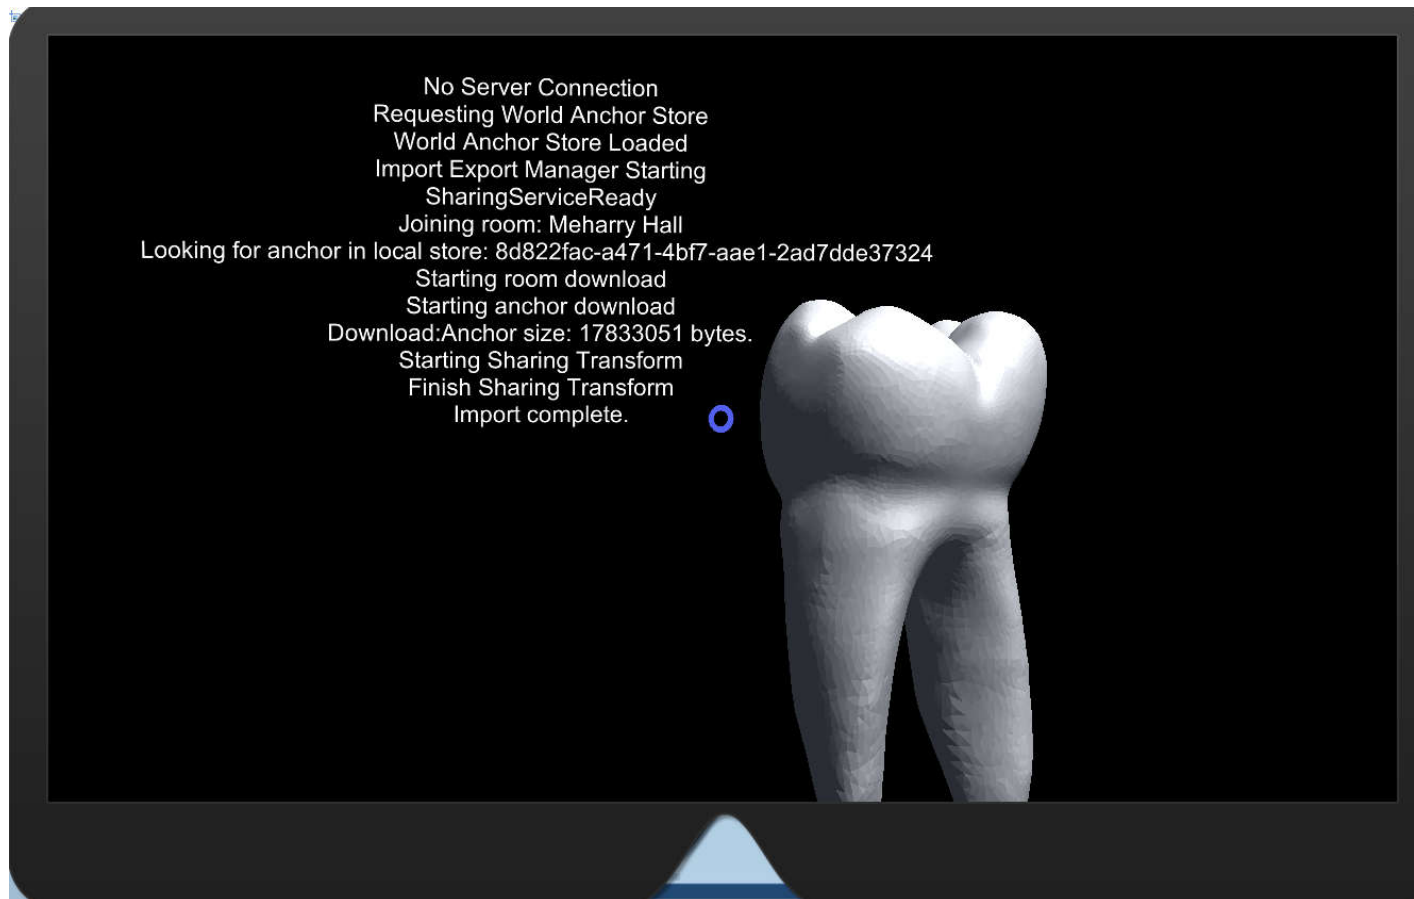 No Server Connection
Requesting World Anchor Store
World Anchor Store Loaded
Import Export Manager Starting
SharingServiceReady
Joining room: Meharry Hall
Looking for anchor in local store: 8d822fac-a471-4bf7-aae1-2ad7dde37324
Starting room download
Starting anchor download
Download:Anchor size: 17833051 bytes.
Starting Sharing Transform
Finish Sharing Transform
Import complete.